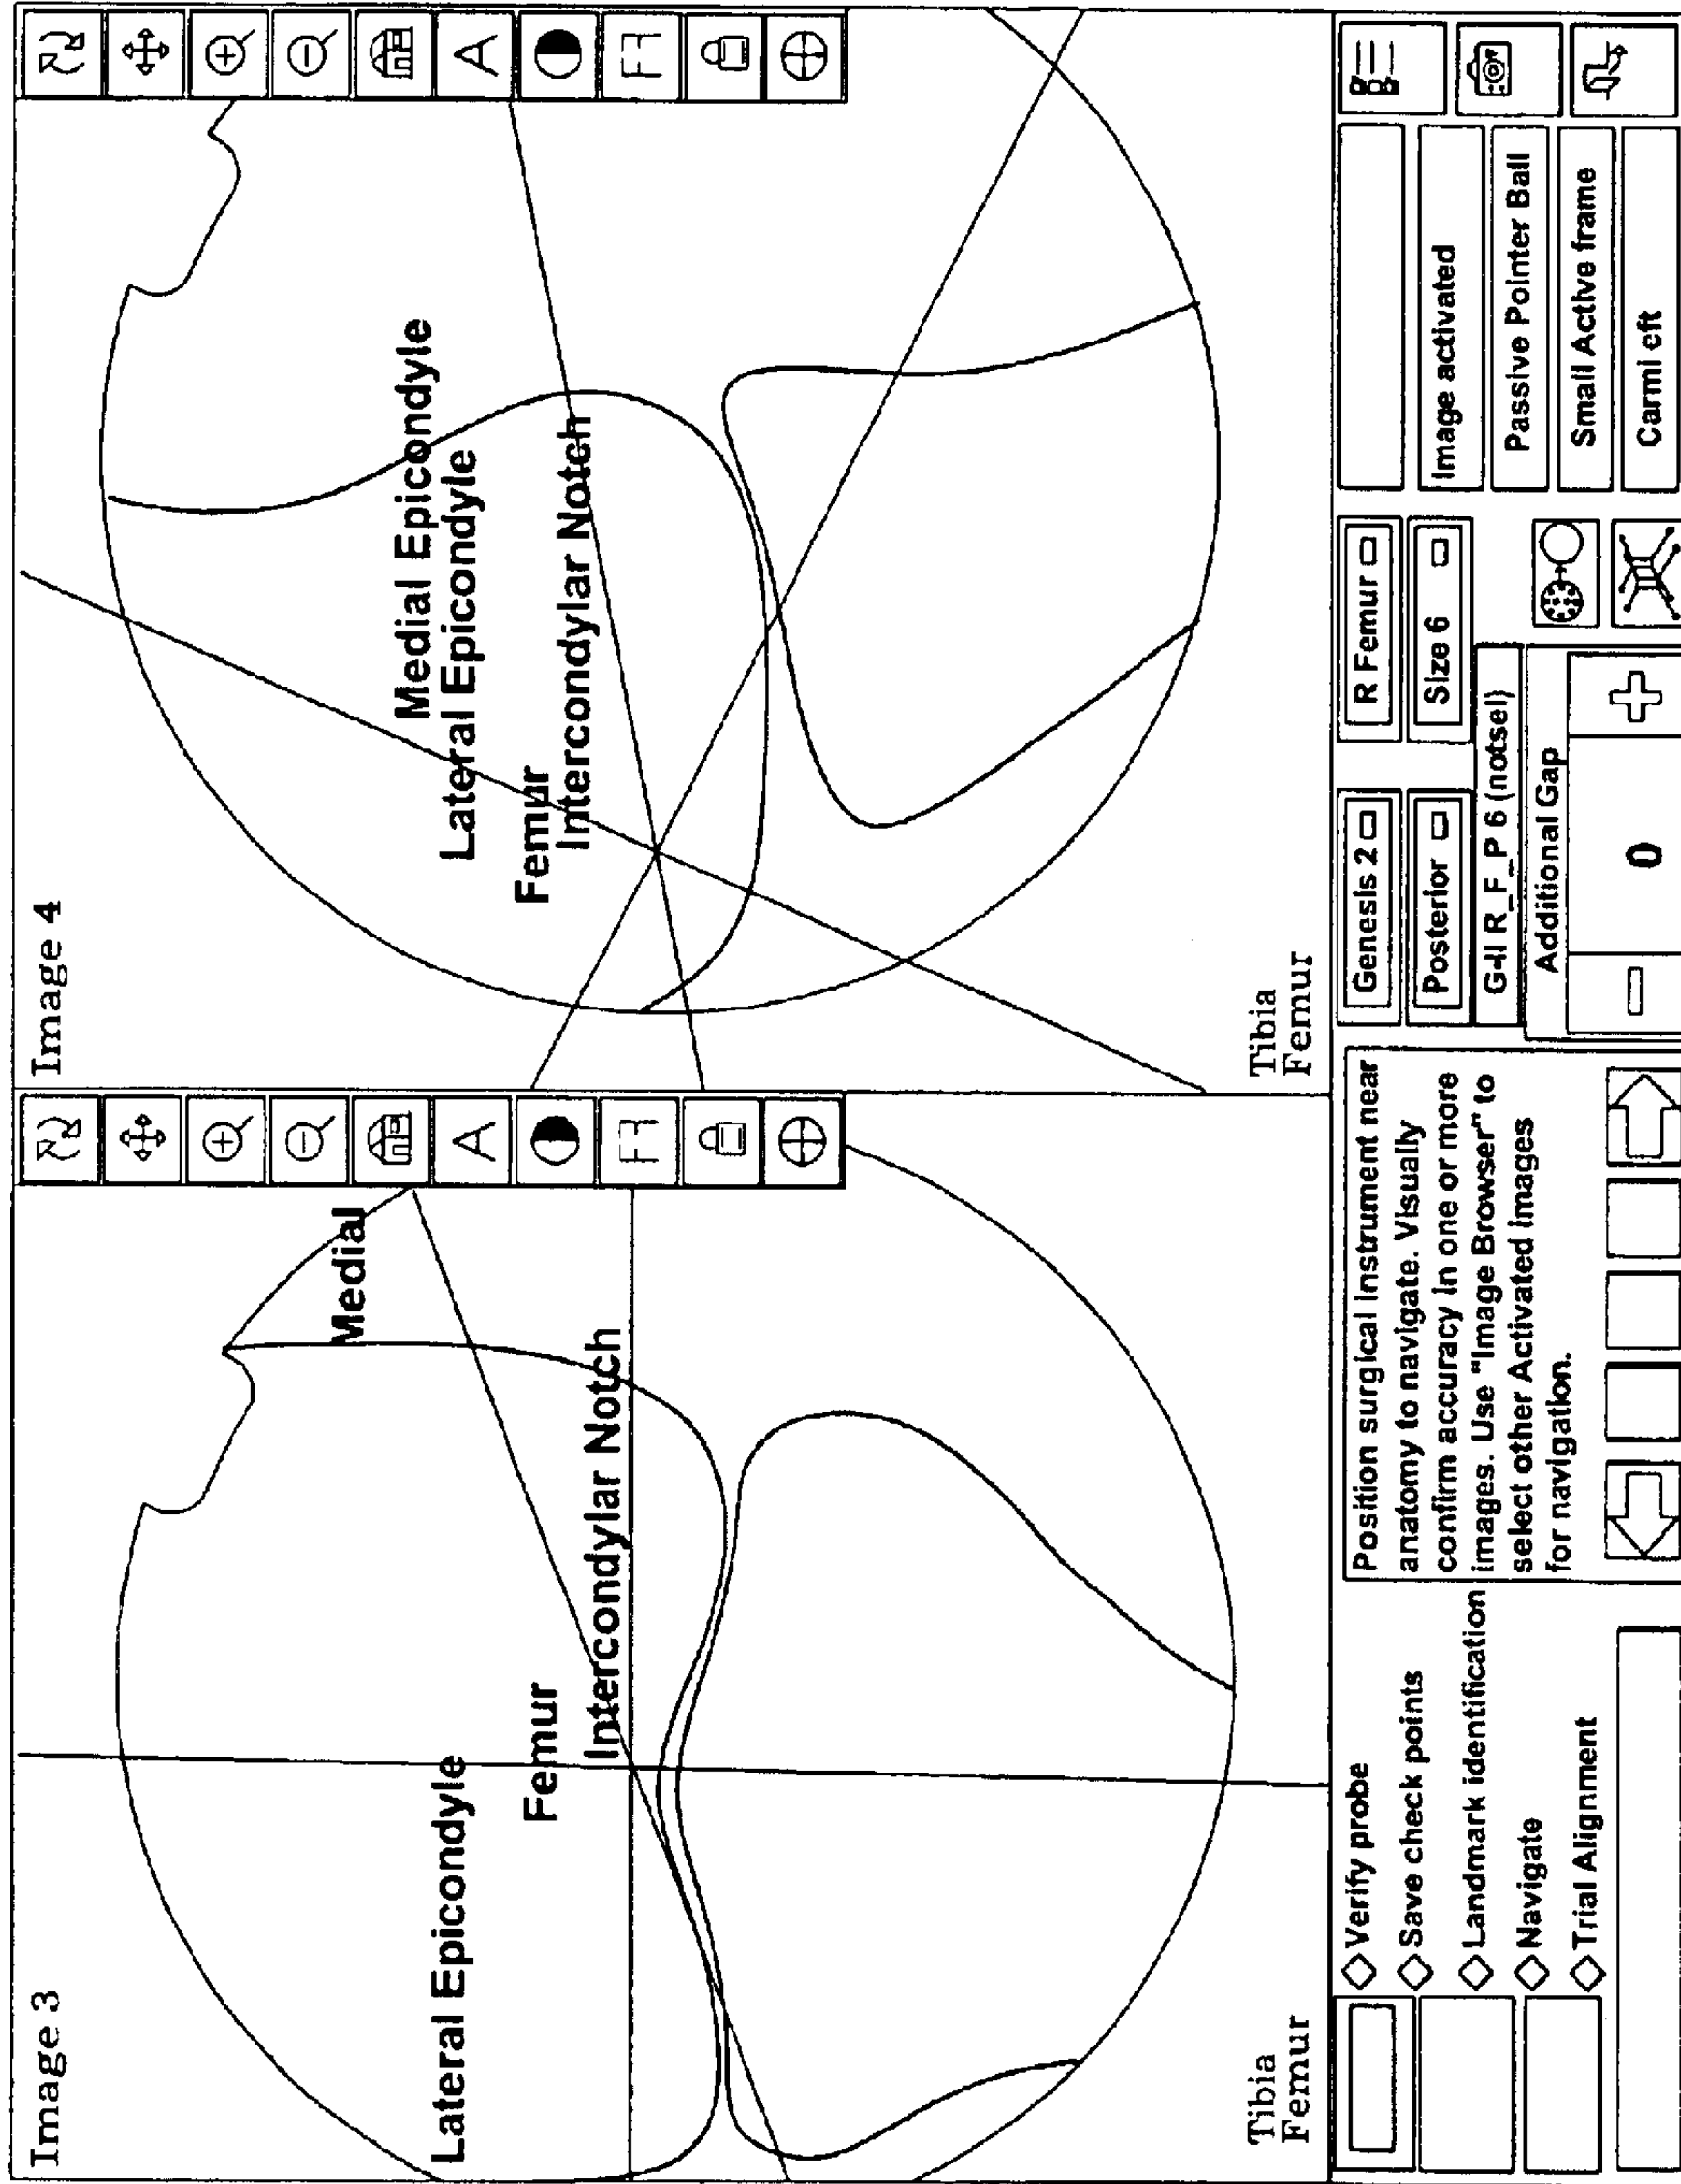 Image 3
Lateral Epicondyle
Medial
Femur
Intercondylar Notch
Tibia
Femur
A
Image 4
Medial Epicondyle
Lateral Epicondyle
Femur
Intercondylar Notch
Tibia
Femur
A
Verify probe
Save check points
Landmark identification
Navigate
Trial Alignment
Position surgical instrument near
anatomy to navigate. Visually
confirm accuracy in one or more
images. Use "Image Browser" to
select other Activated images
for navigation.
Genesis 2
R Femur
Posterior
Size 6
G-II R_F_P 6 (notsel)
Additional Gap
0
Image activated
Passive Pointer Ball
Small Active frame
Carmi cft